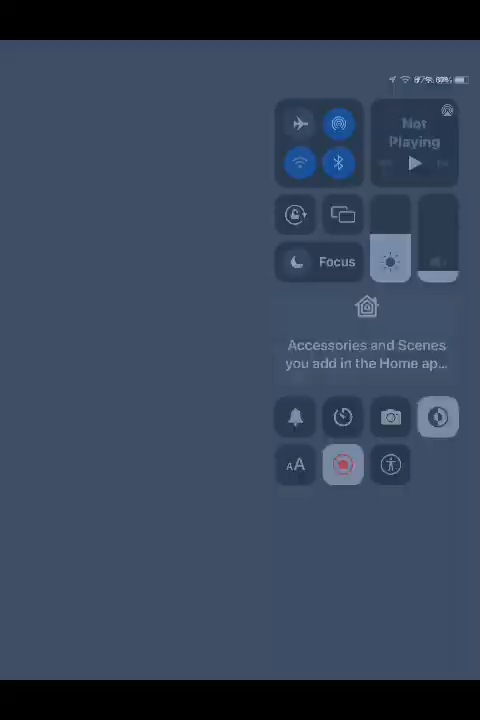 Not
Playing
Focus
Accessories and Scenes
you add in the Home ap...
AA